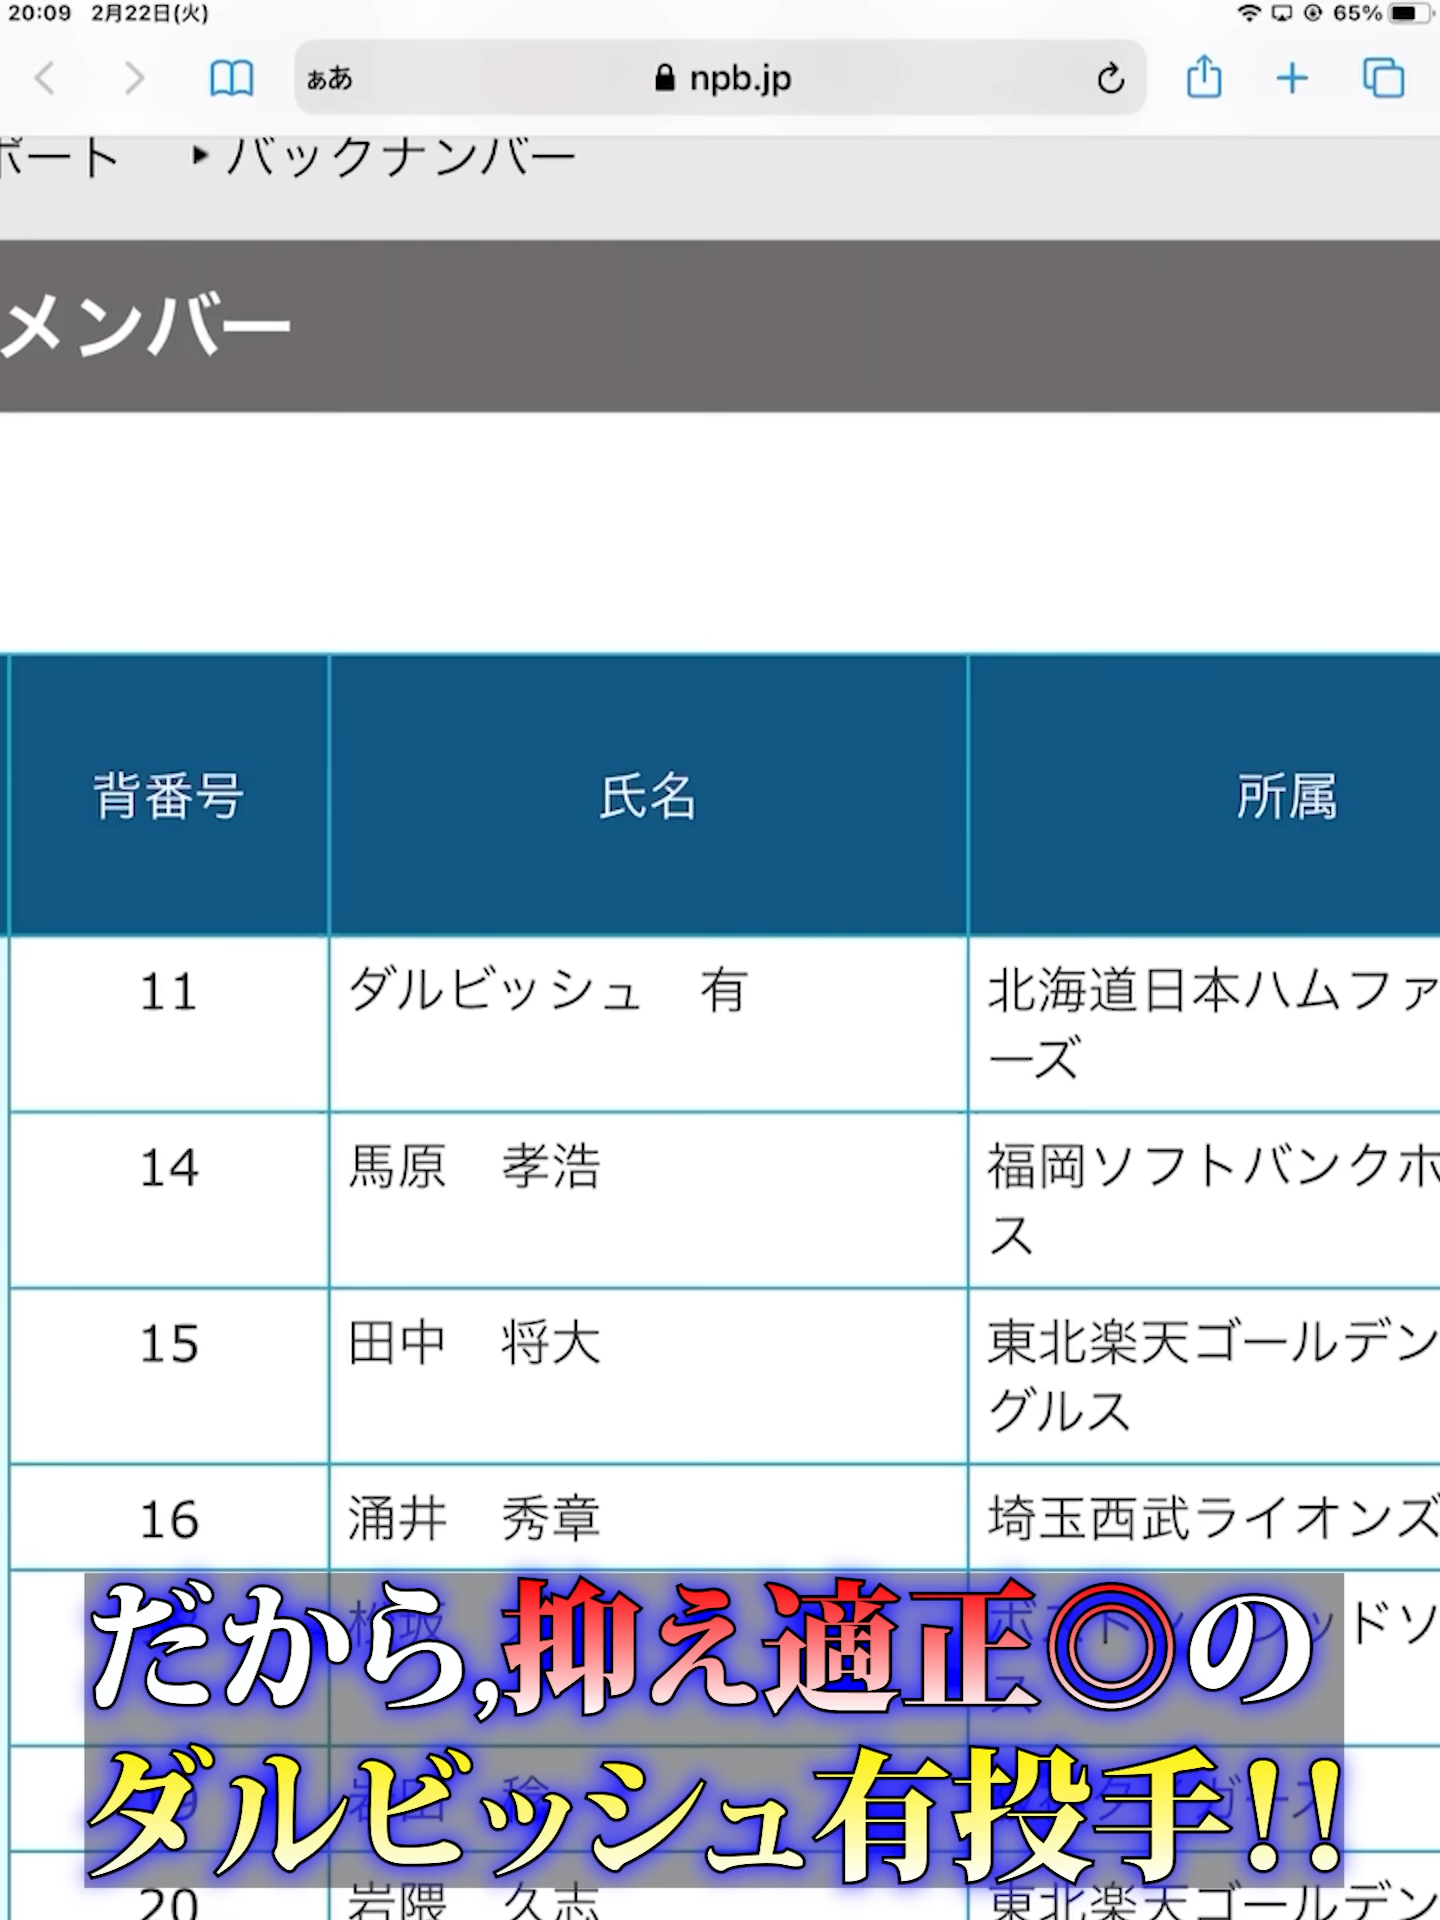 20:09 2月22日(火) 65%
ぁあ npb.jp
ポート ▶バックナンバー
メンバー
背番号 氏名 所属
11 ダルビッシュ 有 北海道日本ハムファ
ーズ
14 馬原 孝浩 福岡ソフトバンクホ
ス
15 田中 将大 東北楽天ゴールデン
グルス
16 涌井 秀章 埼玉西武ライオンズ
ドソ
だから,抑え適正◎の
ダルビッシュ有投手!!
20 岩隈 久志 東北楽天ゴールデン